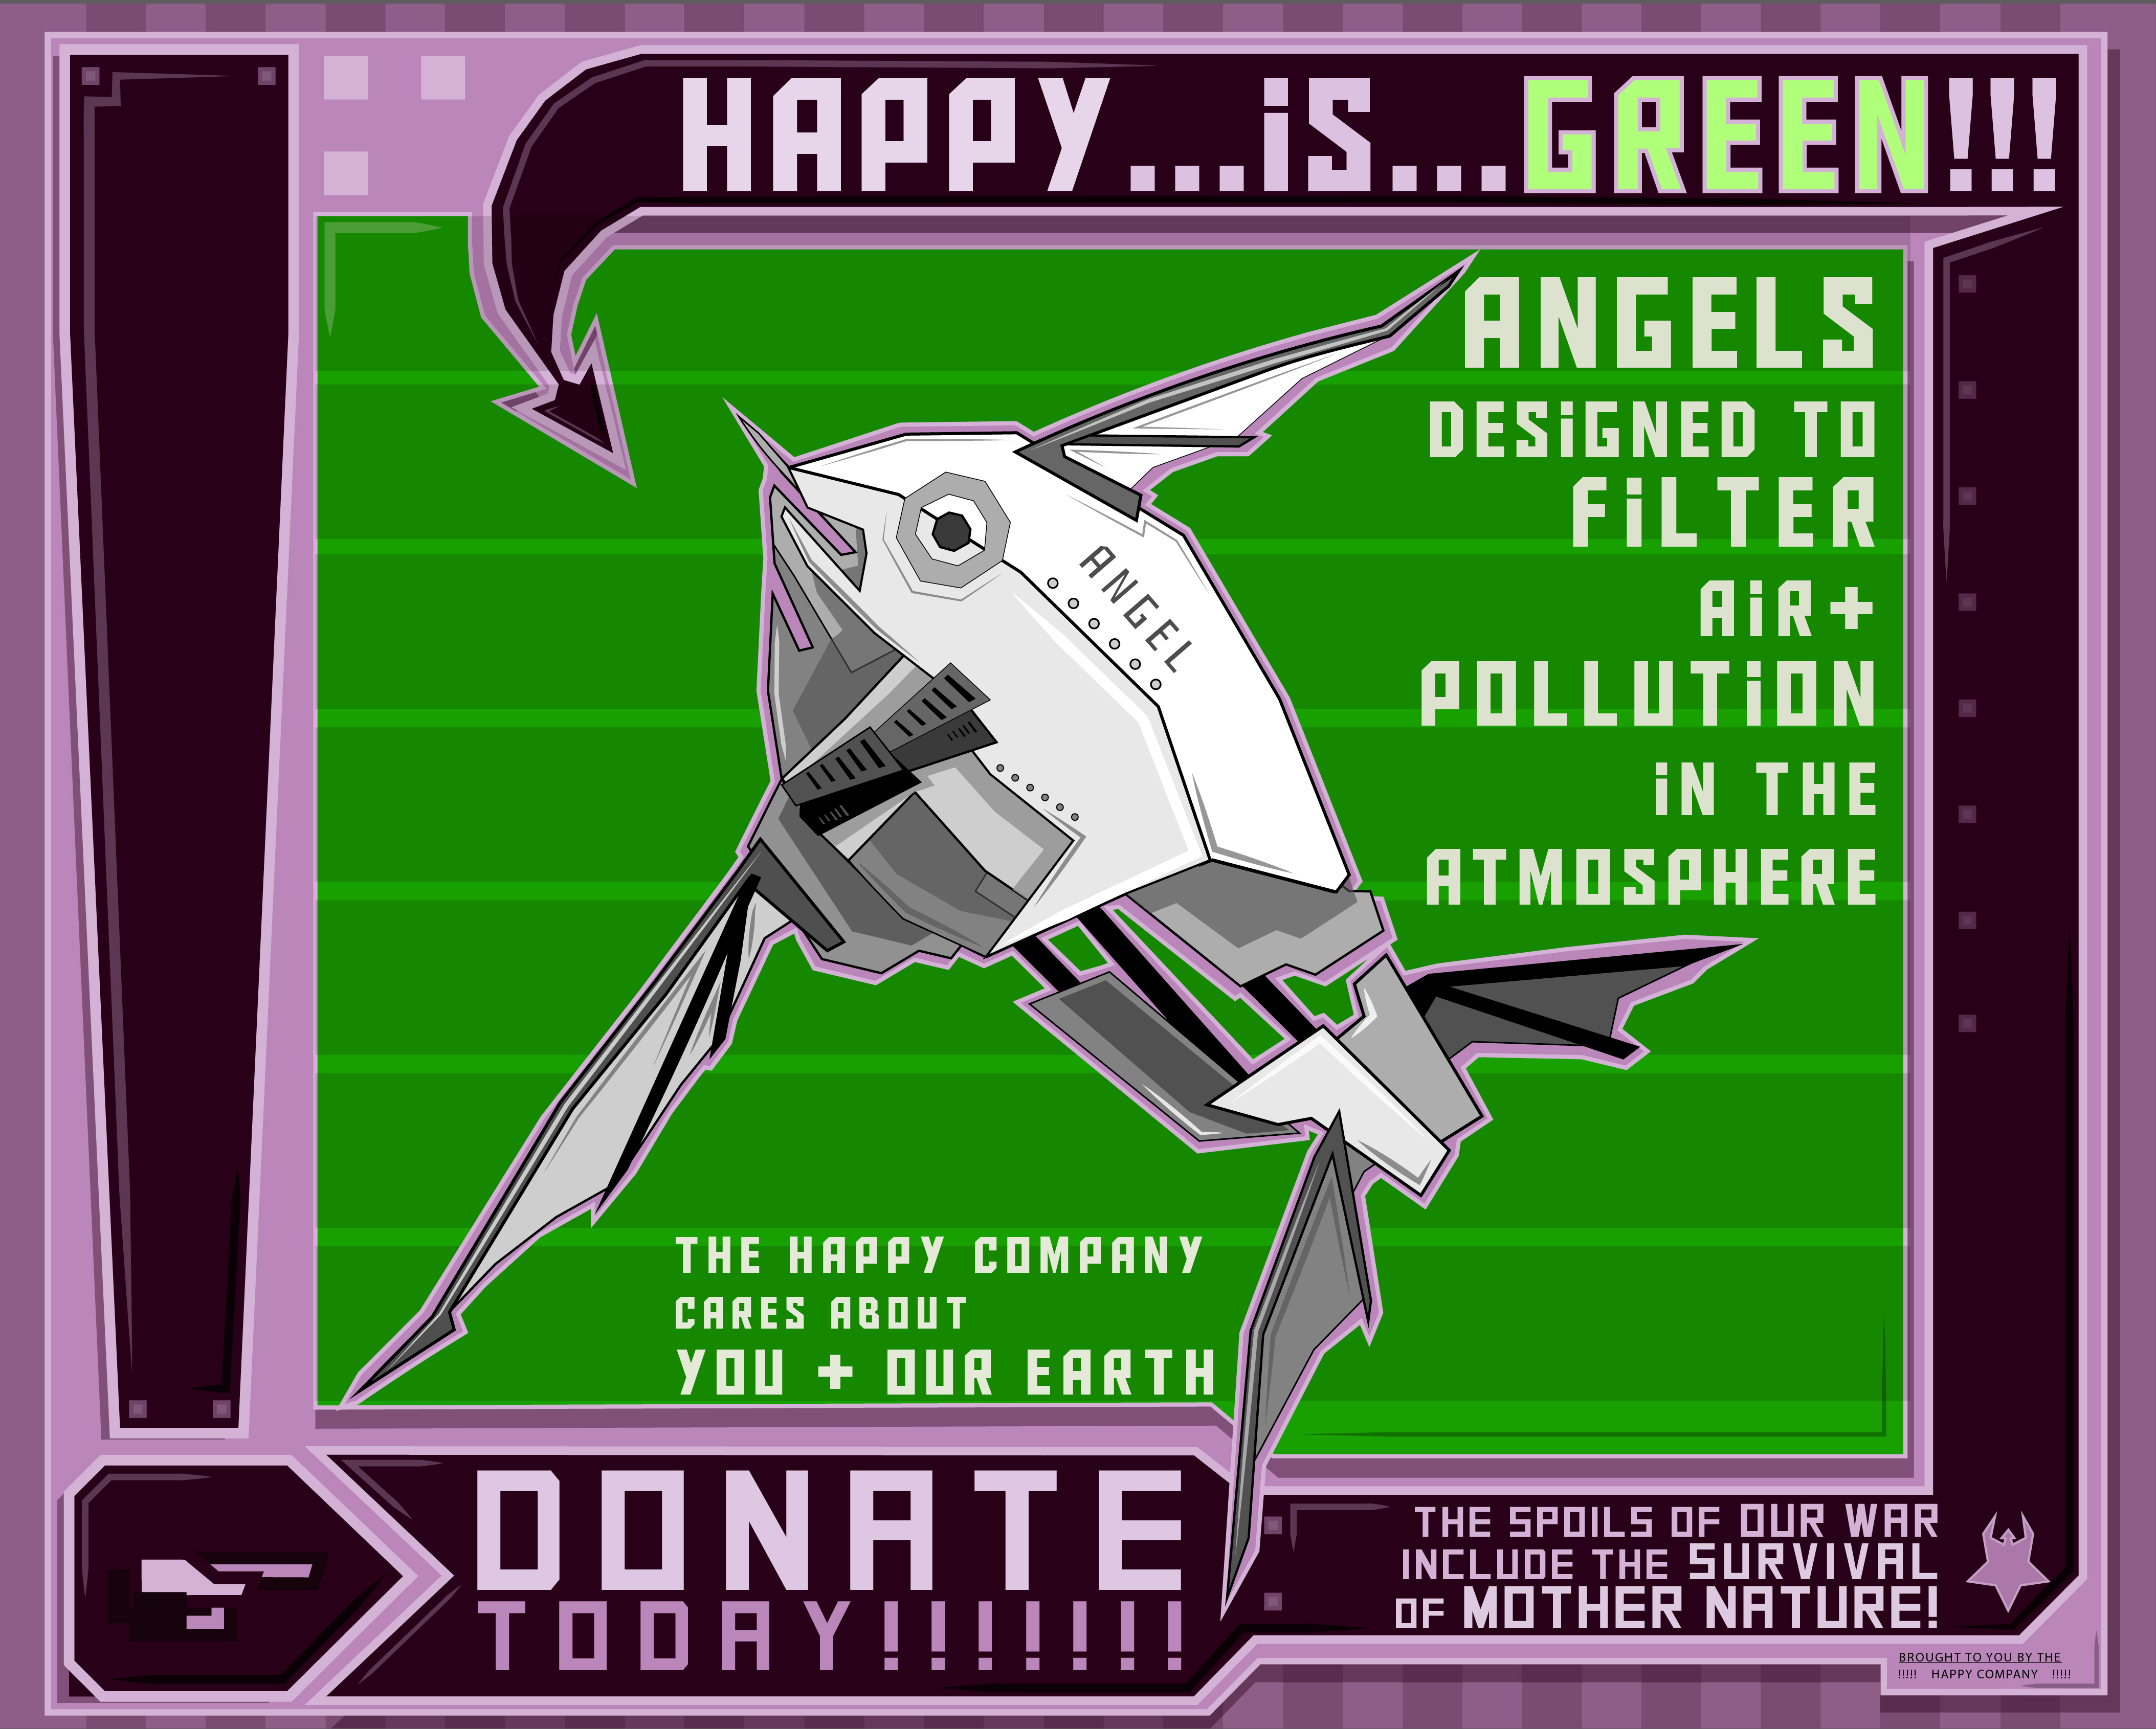 HAPPY...iS...GREEN!!!
ANGELS
DESiGNED TO
FiLTER
AiR+
POLLUTiON
iN THE
ATMOSPHERE
ANGEL
THE HAPPY COMPANY
CARES ABOUT
YOU + OUR EARTH
DONATE
TODAY!!!!!!!
THE SPOILS OF OUR WAR
INCLUDE THE SURVIVAL
OF MOTHER NATURE!
BROUGHT TO YOU BY THE
!!!!! HAPPY COMPANY !!!!!